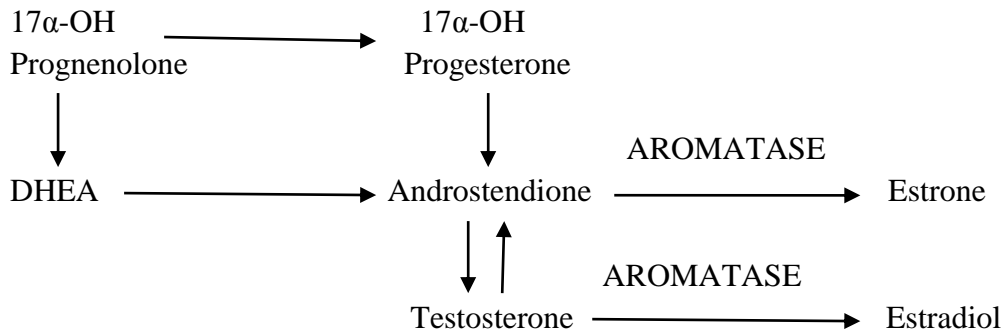 17α-OH
Prognenolone
17α-OH
Progesterone
AROMATASE
DHEA
Androstendione
Estrone
AROMATASE
Testosterone
Estradiol